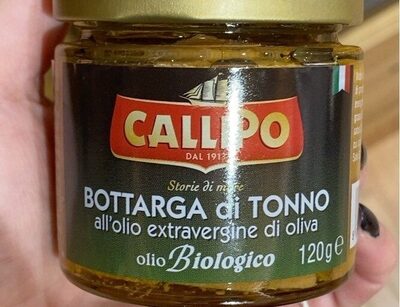 CALLIPO
DAL 1913
Storie di mare
BOTTARGA di TONNO
all'olio extravergine di oliva
olio Biologico
120g e